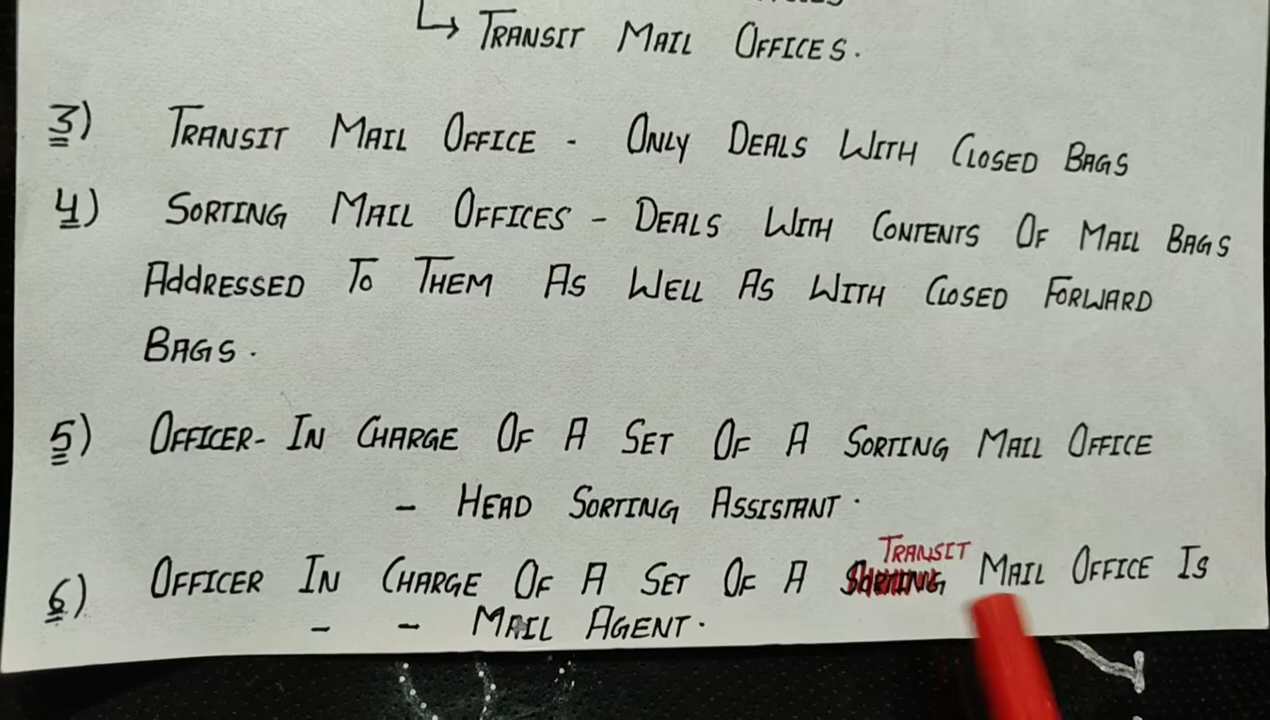 ↳ TRANSIT MAIL OFFICES.
3) TRANSIT MAIL OFFICE - ONLY DEALS WITH CLOSED BAGS
4) SORTING MAIL OFFICES - DEALS WITH CONTENTS OF MAIL BAGS
ADDRESSED TO THEM AS WELL AS WITH CLOSED FORWARD
BAGS.
5) OFFICER- IN CHARGE OF A SET OF A SORTING MAIL OFFICE
- HEAD SORTING ASSISTANT.
TRANSIT
6) OFFICER IN CHARGE OF A SET OF A SORTING MAIL OFFICE IS
- - MAIL AGENT.